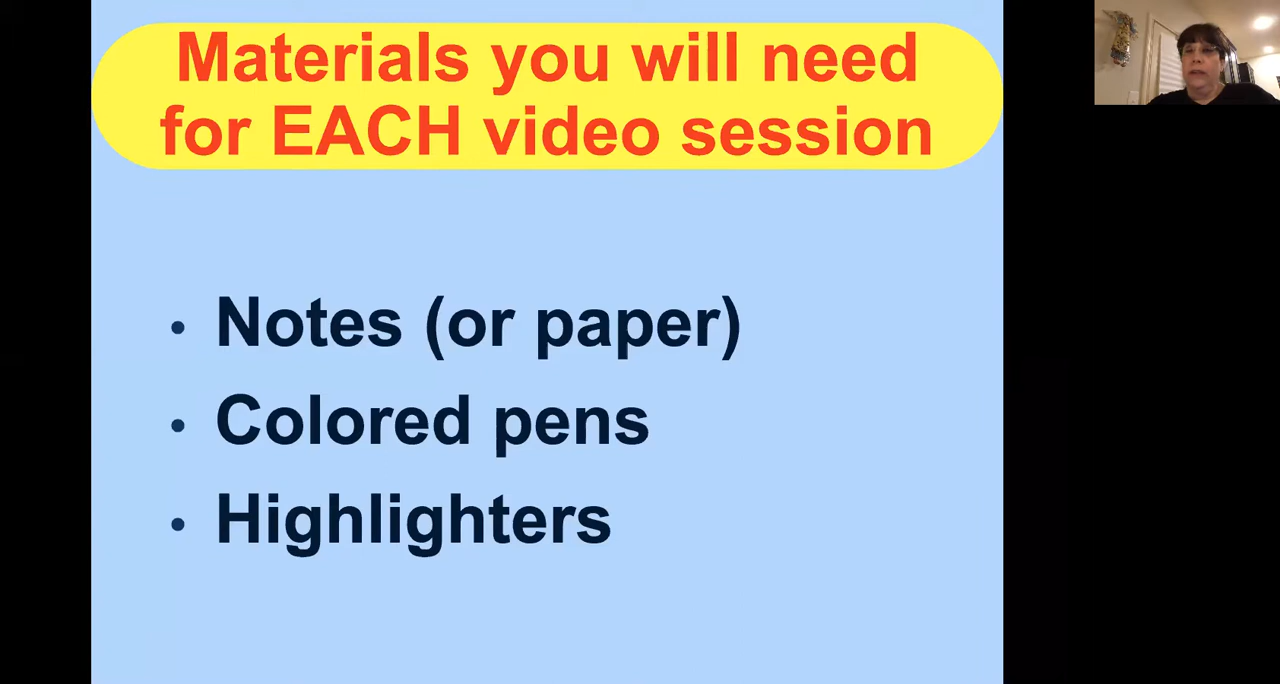 Materials you will need
for EACH video session
• Notes (or paper)
• Colored pens
• Highlighters